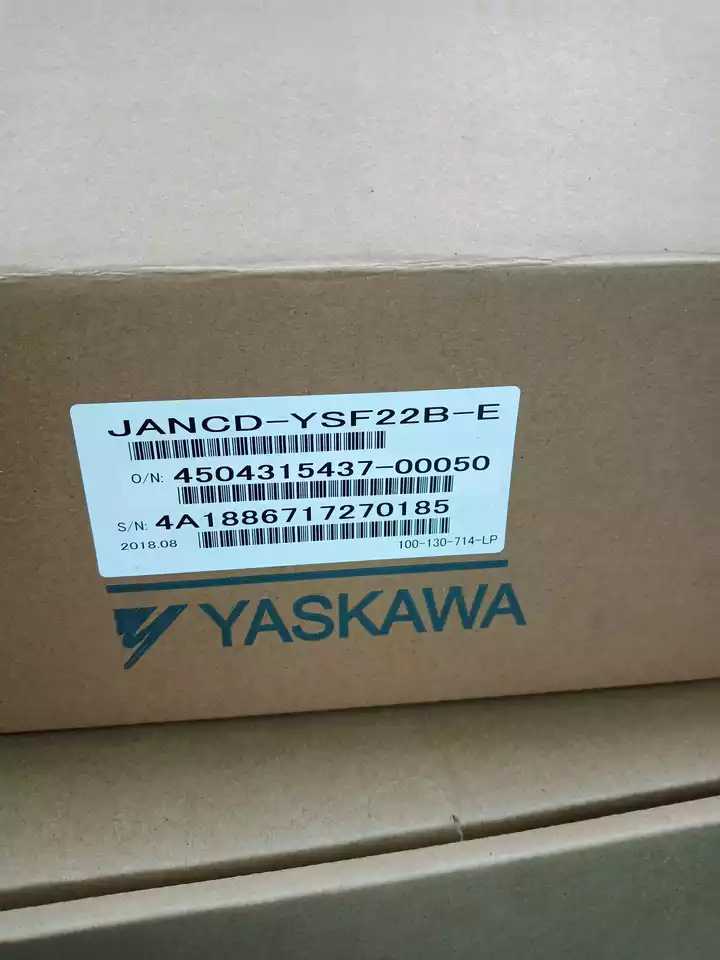 JANCD-YSF22B-E
O/N: 4504315437-00050
S/N: 4A1886717270185
2018.08 100-130-714-LP
YASKAWA